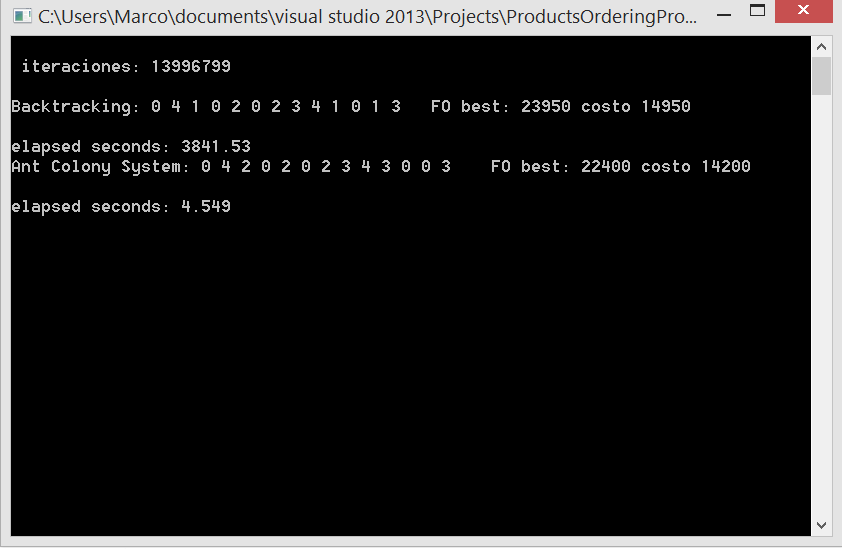 C:\Users\Marco\documents\visual studio 2013\Projects\ProductsOrderingPro...
iteraciones: 13996799
Backtracking: 0 4 1 0 2 0 2 3 4 1 0 1 3   FO best: 23950 costo 14950
elapsed seconds: 3841.53
Ant Colony System: 0 4 2 0 2 0 2 3 4 3 0 0 3    FO best: 22400 costo 14200
elapsed seconds: 4.549